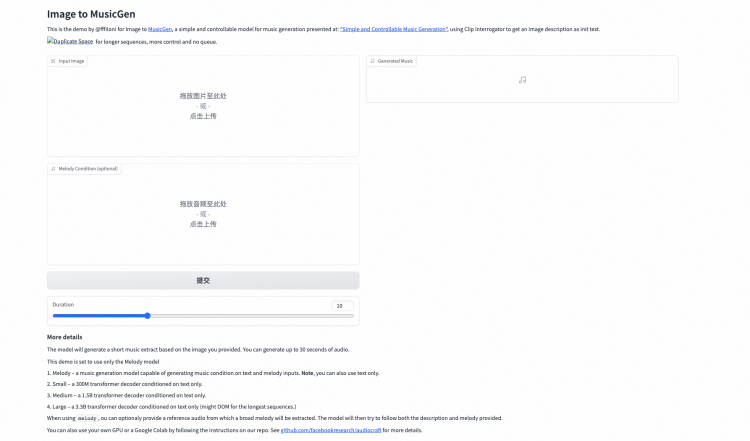 Image to MusicGen
This is the demo by @fffiloni for image to MusicGen, a simple and controllable model for music generation presented at: "Simple and Controllable Music Generation", using Clip Interrogator to get an image description as init text.
Duplicate Space for longer sequences, more control and no queue.
Input Image
拖放图片至此处
- 或 -
点击上传
Generated Music
Melody Condition (optional)
拖放音频至此处
- 或 -
点击上传
提交
Duration
10
More details
The model will generate a short music extract based on the image you provided. You can generate up to 30 seconds of audio.
This demo is set to use only the Melody model
1. Melody – a music generation model capable of generating music condition on text and melody inputs. Note, you can also use text only.
2. Small – a 300M transformer decoder conditioned on text only.
3. Medium – a 1.5B transformer decoder conditioned on text only.
4. Large – a 3.3B transformer decoder conditioned on text only (might OOM for the longest sequences.)
When using melody, you can optionaly provide a reference audio from which a broad melody will be extracted. The model will then try to follow both the description and melody provided.
You can also use your own GPU or a Google Colab by following the instructions on our repo. See github.com/facebookresearch/audiocraft for more details.